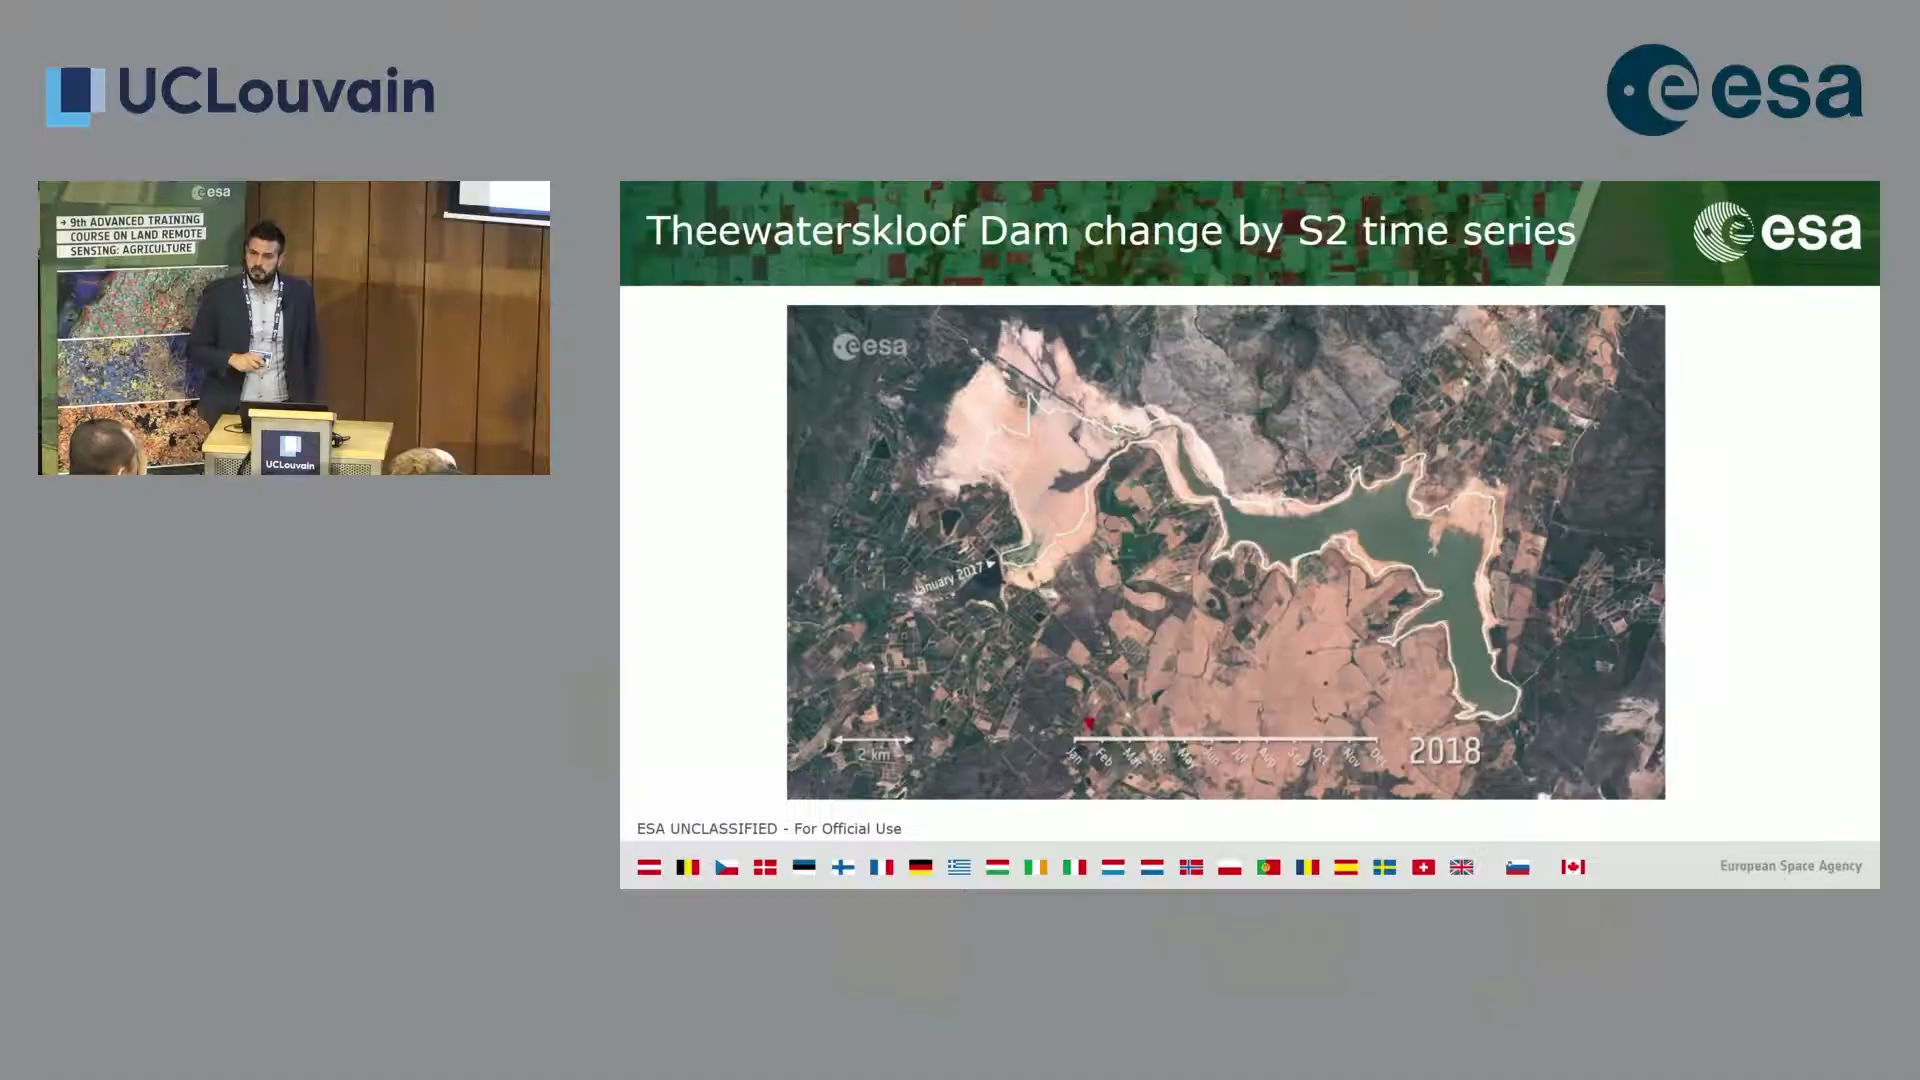 UCLouvain
esa
esa
→ 9th ADVANCED TRAINING
COURSE ON LAND REMOTE
SENSING: AGRICULTURE
UCLouvain
Theewaterskloof Dam change by S2 time series
esa
esa
January 2017
2 km
Jan Feb Mar Apr May Jun Jul Aug Sep Oct Nov Dec
2018
ESA UNCLASSIFIED - For Official Use
European Space Agency